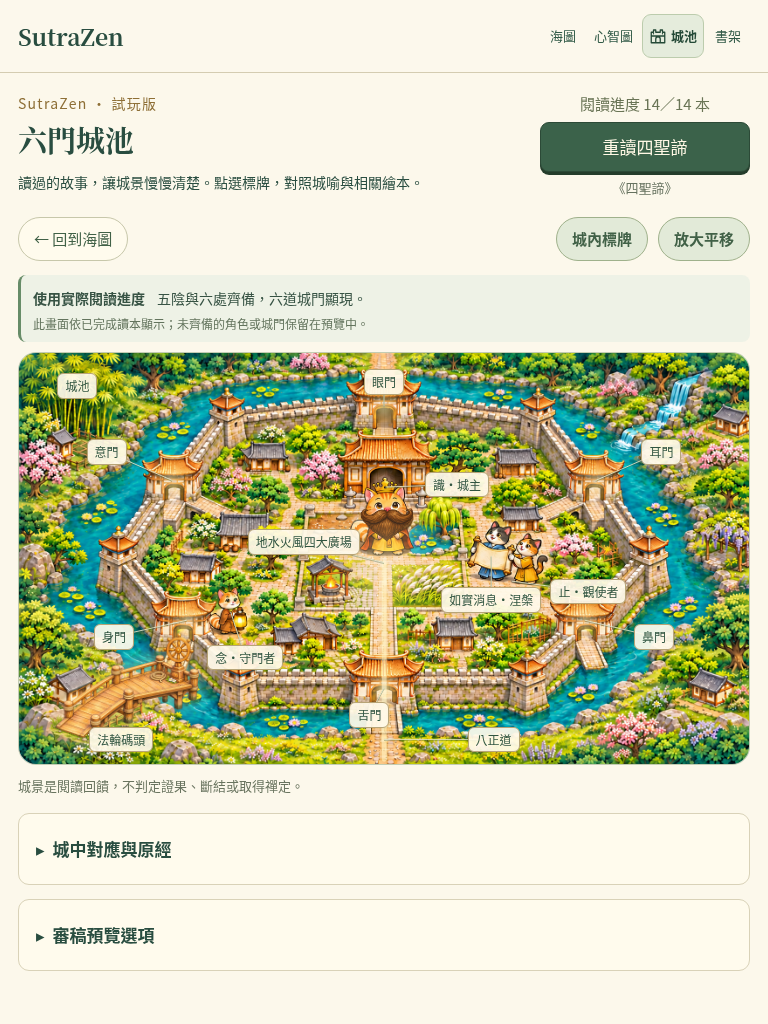 SutraZen
海圖
心智圖
城池
書架
SutraZen ・ 試玩版
六門城池
讀過的故事，讓城景慢慢清楚。點選標牌，對照城喻與相關繪本。
閱讀進度 14／14 本
重讀四聖諦
《四聖諦》
← 回到海圖
城內標牌
放大平移
使用實際閱讀進度 五陰與六處齊備，六道城門顯現。
此畫面依已完成讀本顯示；未齊備的角色或城門保留在預覽中。
城池
眼門
意門
耳門
識・城主
地水火風四大廣場
止・觀使者
如實消息・涅槃
身門
鼻門
念・守門者
舌門
法輪碼頭
八正道
城景是閱讀回饋，不判定證果、斷結或取得禪定。
▸ 城中對應與原經
▸ 審稿預覽選項